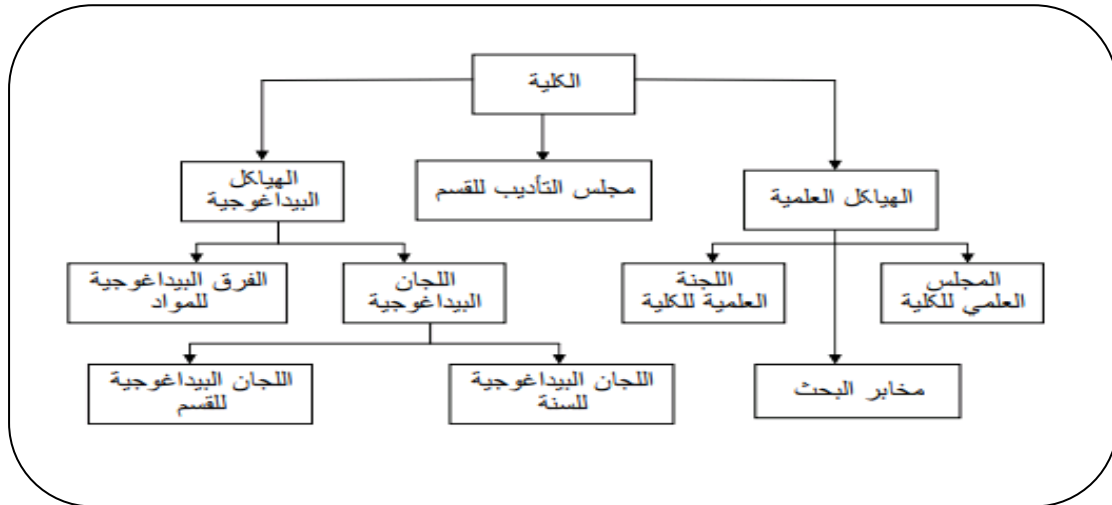 الكلية
الهياكل العلمية
مجلس التأديب للقسم
الهياكل
البيداغوجية
المجلس
العلمي للكلية
اللجنة
العلمية للكلية
اللجان
البيداغوجية
الفرق البيداغوجية
للمواد
مخابر البحث
اللجان البيداغوجية
للسنة
اللجان البيداغوجية
للقسم